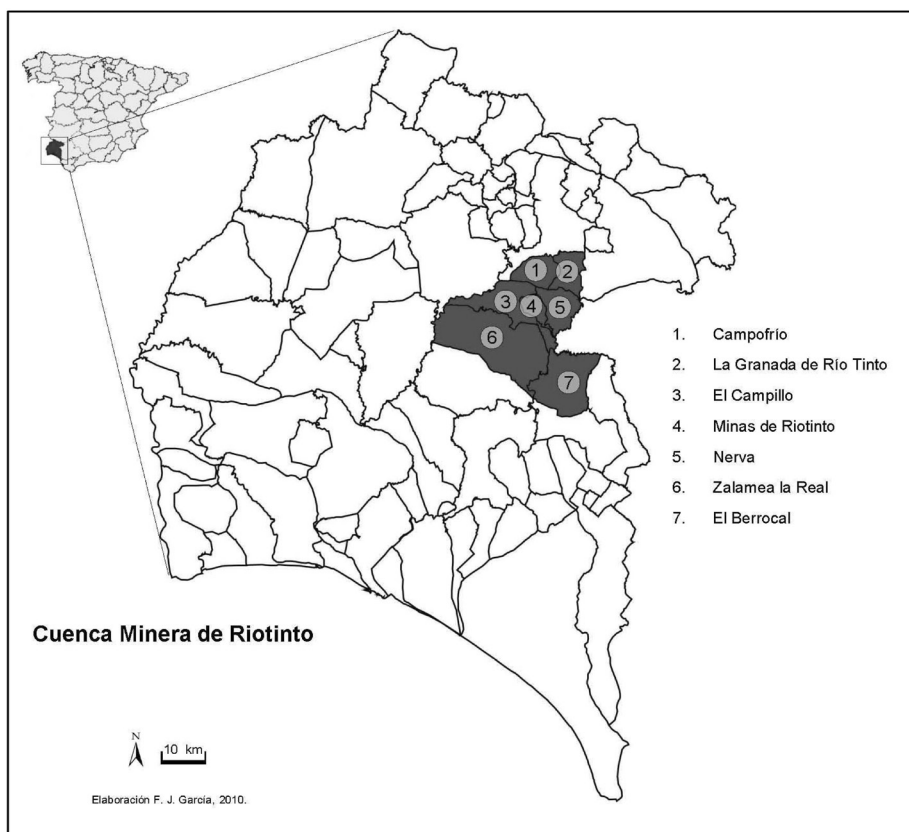 1
2
3
4
5
6
7
1. Campofrío
2. La Granada de Río Tinto
3. El Campillo
4. Minas de Riotinto
5. Nerva
6. Zalamea la Real
7. El Berrocal
Cuenca Minera de Riotinto
N
10 km
Elaboración F. J. García, 2010.